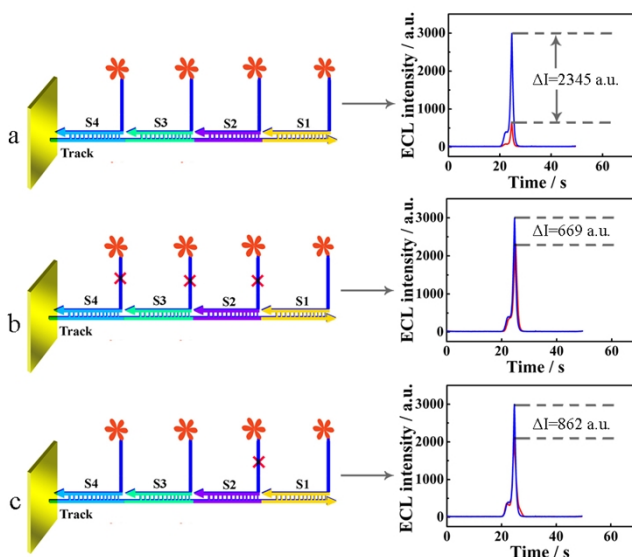 a
S4 S3 S2 S1
Track
ECL intensity / a.u.
3000
2000
1000
0
0 20 40 60
Time / s
ΔI=2345 a.u.
b
S4 S3 S2 S1
Track
ECL intensity / a.u.
3000
2000
1000
0
0 20 40 60
Time / s
ΔI=669 a.u.
c
S4 S3 S2 S1
Track
ECL intensity / a.u.
3000
2000
1000
0
0 20 40 60
Time / s
ΔI=862 a.u.